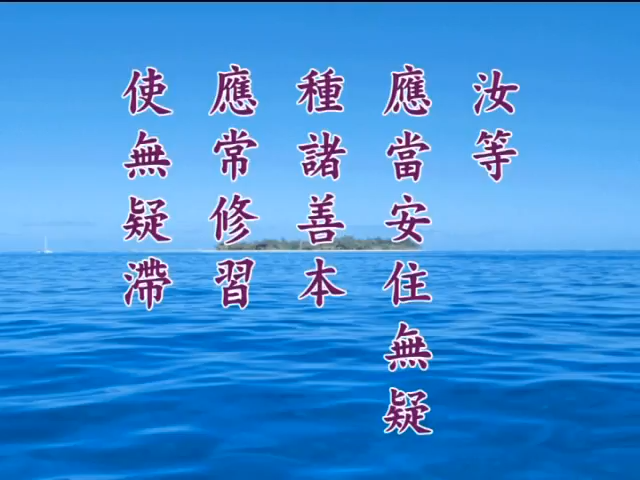 汝等
應當安住無疑
種諸善本
應常修習
使無疑滯